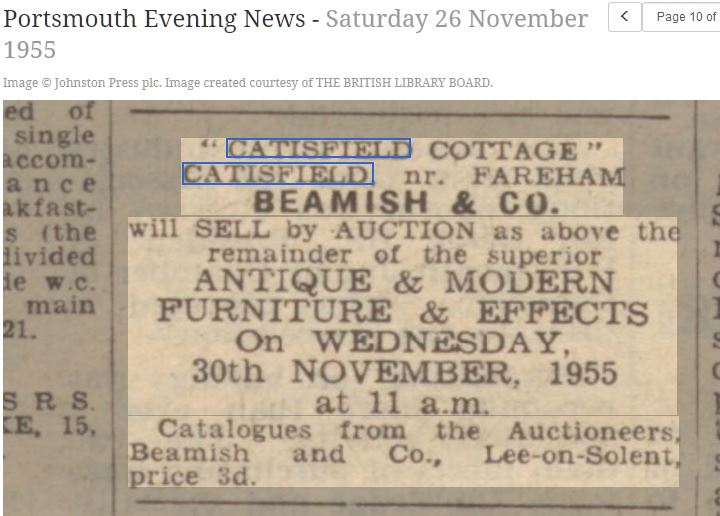 Portsmouth Evening News - Saturday 26 November
1955
< Page 10 of
Image © Johnston Press plc. Image created courtesy of THE BRITISH LIBRARY BOARD.
ed of
single
accom-
ance
akfast-
s (the
divided
de w.c.
main
21.
S R S.
KE, 15,
" CATISFIELD COTTAGE "
CATISFIELD, nr. FAREHAM
BEAMISH & CO.
will SELL by AUCTION as above the
remainder of the superior
ANTIQUE & MODERN
FURNITURE & EFFECTS
On WEDNESDAY,
30th NOVEMBER, 1955
at 11 a.m.
Catalogues from the Auctioneers,
Beamish and Co., Lee-on-Solent,
price 3d.